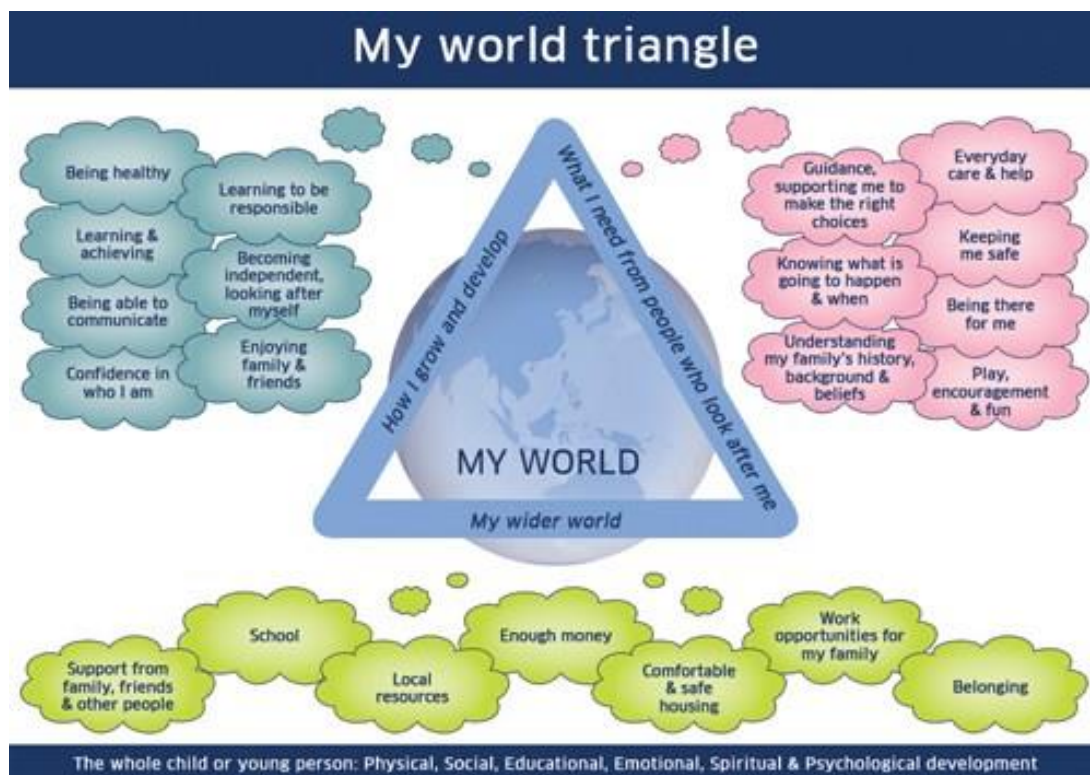 My world triangle
Being healthy
Learning to be
responsible
Learning &
achieving
Becoming
independent,
looking after
myself
Being able to
communicate
Enjoying
family &
friends
Confidence in
who I am
How I grow and develop
What I need from people who look after me
Guidance,
supporting me to
make the right
choices
Everyday
care & help
Keeping
me safe
Knowing what is
going to happen
& when
Being there
for me
Understanding
my family's history,
background &
beliefs
Play,
encouragement
& fun
MY WORLD
My wider world
Support from
family, friends
& other people
School
Local
resources
Enough money
Comfortable
& safe
housing
Work
opportunities for
my family
Belonging
The whole child or young person: Physical, Social, Educational, Emotional, Spiritual & Psychological development